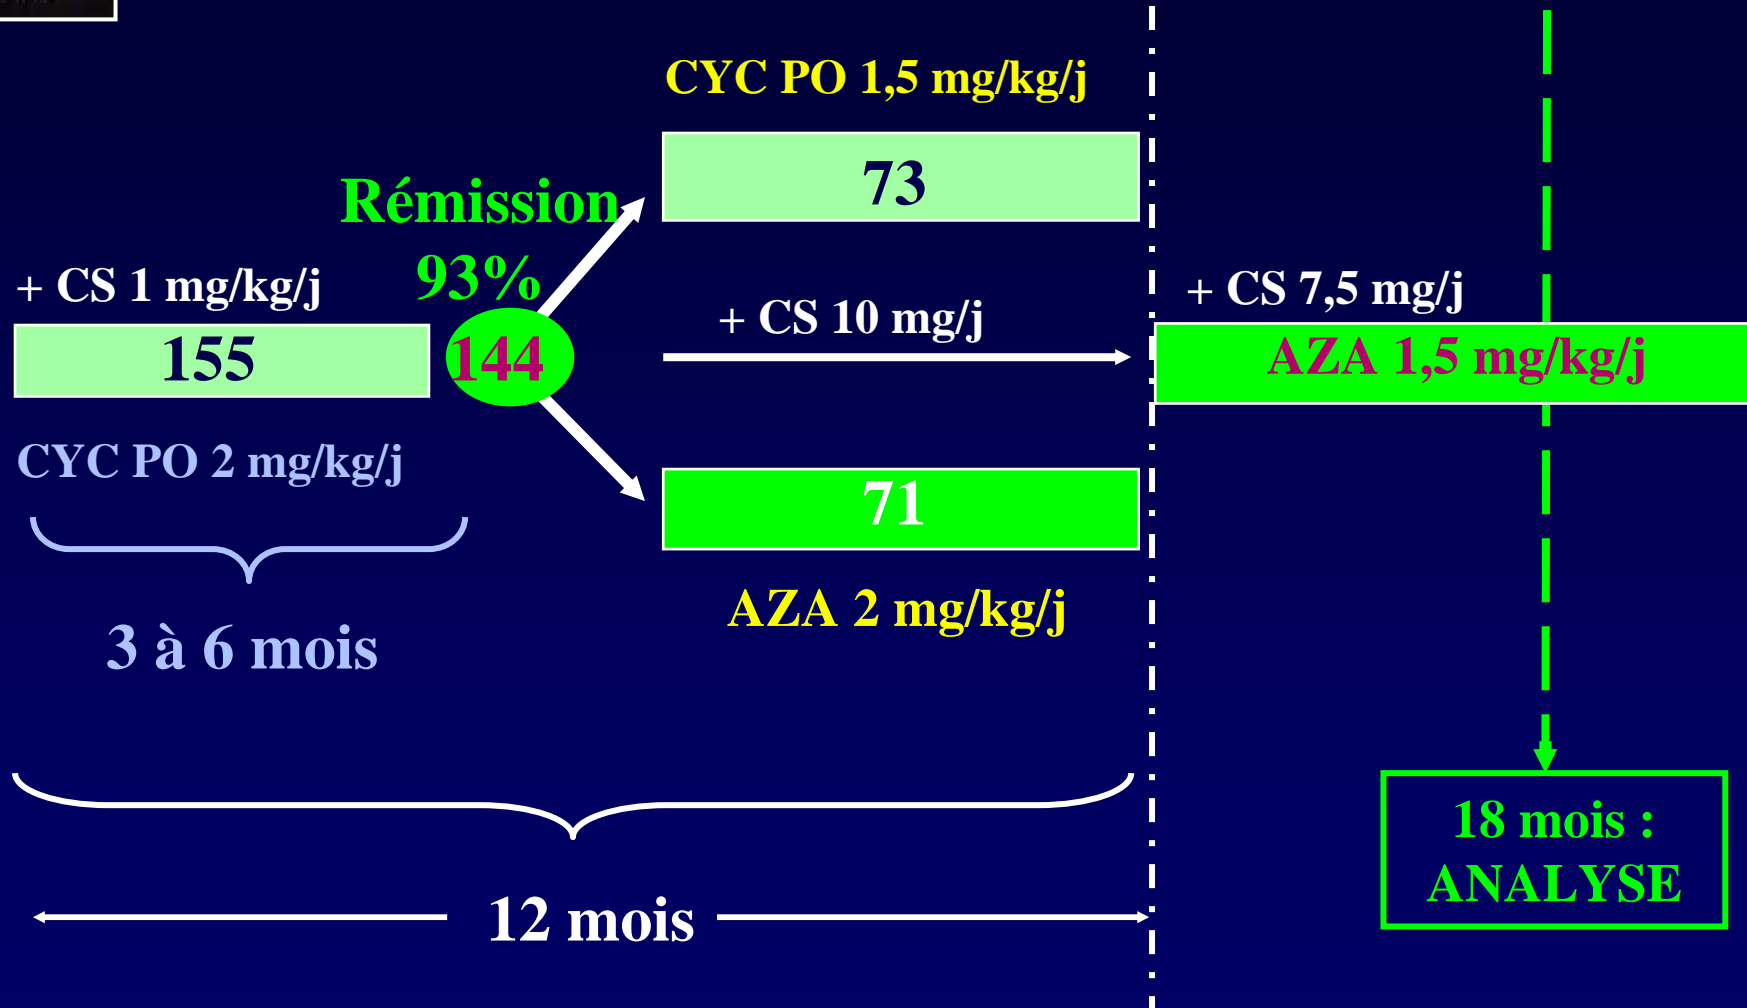 CYC PO 1,5 mg/kg/j
73
Rémission
93%
+ CS 1 mg/kg/j
155
144
CYC PO 2 mg/kg/j
3 à 6 mois
+ CS 10 mg/j
71
AZA 2 mg/kg/j
+ CS 7,5 mg/j
AZA 1,5 mg/kg/j
12 mois
18 mois :
ANALYSE